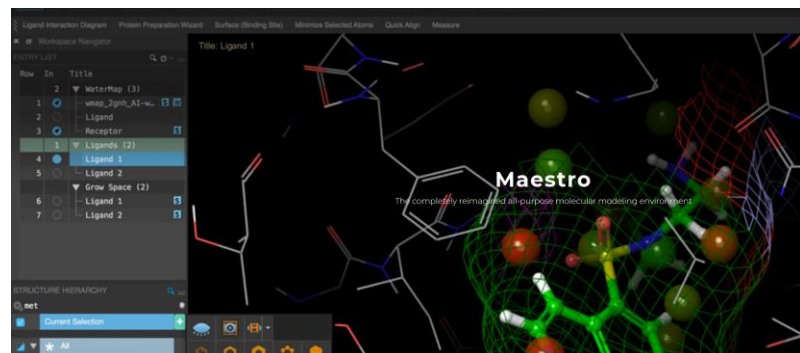 Ligand Interaction Diagram Protein Preparation Wizard Surface (Binding Site) Minimize Selected Atoms Quick Align Measure
Workspace Navigator
ENTRY LIST
Row In Title
2 WaterMap (3)
1 wmap_2gnh_AI-w...
2 Ligand
3 Receptor
1 Ligands (2)
4 Ligand 1
5 Ligand 2
Grow Space (2)
6 Ligand 1
7 Ligand 2
STRUCTURE HIERARCHY
met
Current Selection
All
Title: Ligand 1
Maestro
The completely reimagined all-purpose molecular modeling environment